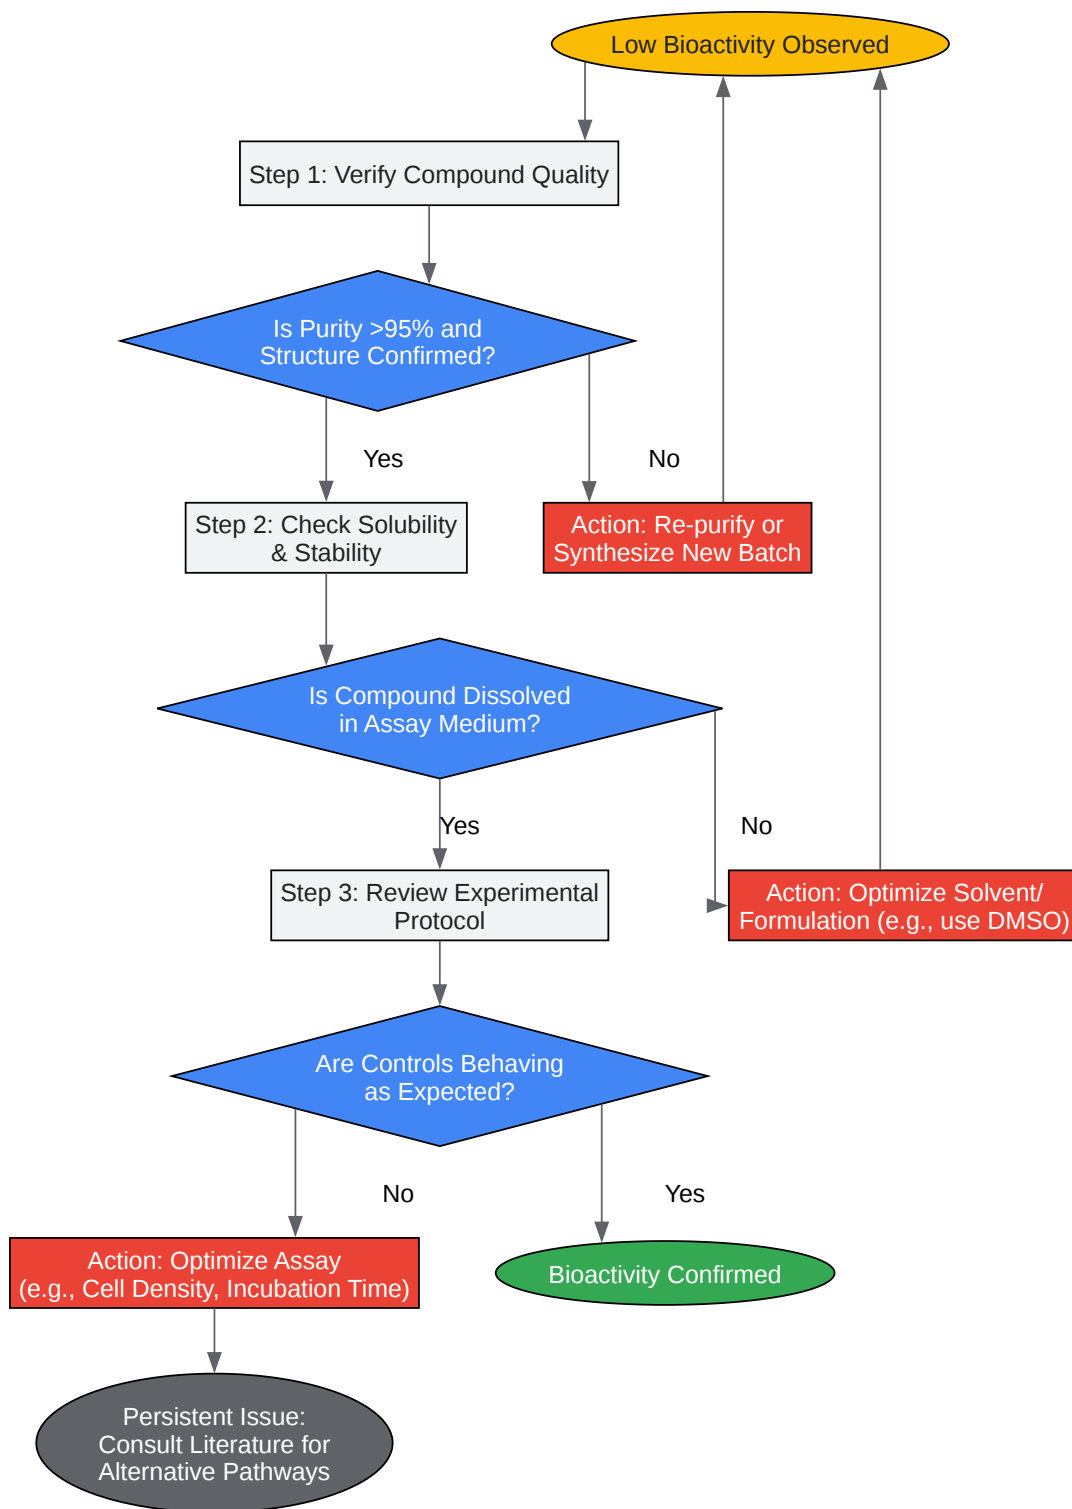 Low Bioactivity Observed
Step 1: Verify Compound Quality
Is Purity >95% and
Structure Confirmed?
Yes
No
Step 2: Check Solubility
& Stability
Action: Re-purify or
Synthesize New Batch
Is Compound Dissolved
in Assay Medium?
Yes
No
Step 3: Review Experimental
Protocol
Action: Optimize Solvent/
Formulation (e.g., use DMSO)
Are Controls Behaving
as Expected?
No
Yes
Action: Optimize Assay
(e.g., Cell Density, Incubation Time)
Bioactivity Confirmed
Persistent Issue:
Consult Literature for
Alternative Pathways